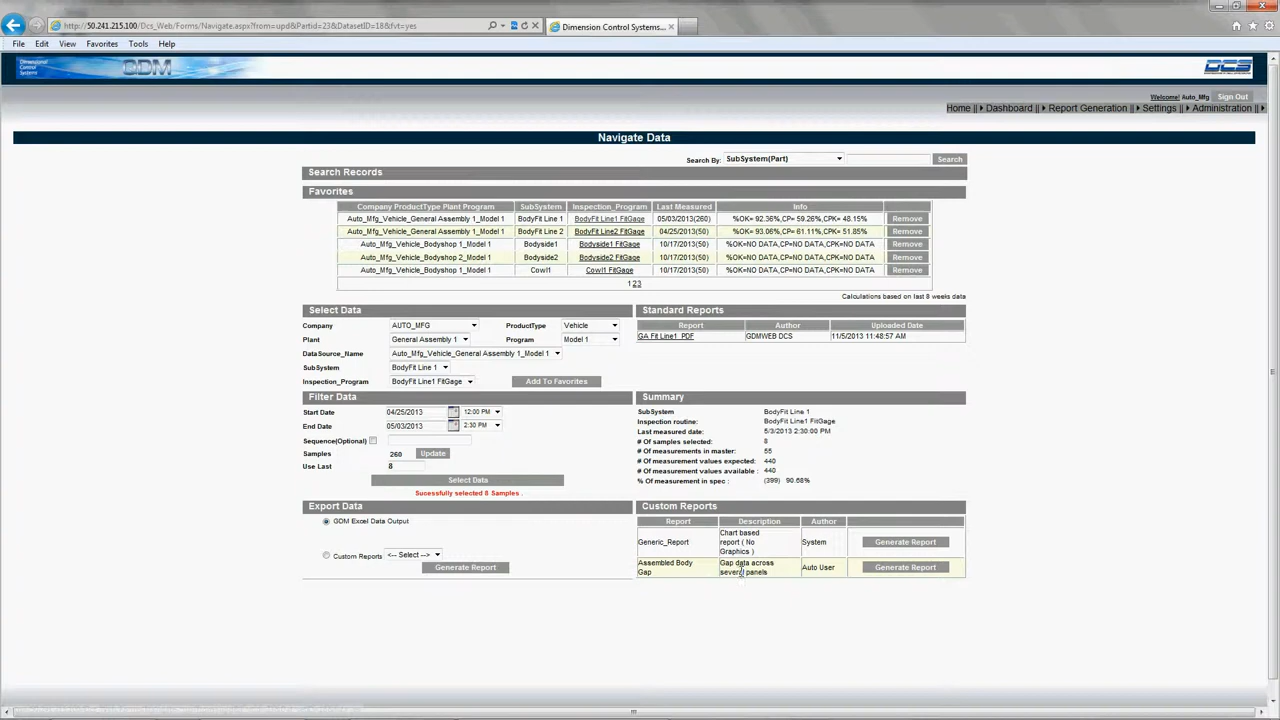 http://50.241.215.100/Dcs_Web/Forms/Navigate.aspx?from=upd&Partid=23&DatasetID=18&fvt=yes
Dimension Control Systems...
File Edit View Favorites Tools Help
Dimensional Control Systems
GDM
DCS
Welcome! Auto_Mfg Sign Out
Home || Dashboard || Report Generation || Settings || Administration ||
Navigate Data
Search By: SubSystem(Part) Search
Search Records
Favorites
Company ProductType Plant Program SubSystem Inspection_Program Last Measured Info
Auto_Mfg_Vehicle_General Assembly 1_Model 1 BodyFit Line 1 BodyFit Line1 FitGage 05/03/2013(260) %OK= 92.36%,CP= 59.26%,CPK= 48.15% Remove
Auto_Mfg_Vehicle_General Assembly 1_Model 1 BodyFit Line 2 BodyFit Line2 FitGage 04/25/2013(50) %OK= 93.06%,CP= 61.11%,CPK= 51.85% Remove
Auto_Mfg_Vehicle_Bodyshop 1_Model 1 Bodyside1 Bodyside1 FitGage 10/17/2013(50) %OK=NO DATA,CP=NO DATA,CPK=NO DATA Remove
Auto_Mfg_Vehicle_Bodyshop 2_Model 1 Bodyside2 Bodyside2 FitGage 10/17/2013(50) %OK=NO DATA,CP=NO DATA,CPK=NO DATA Remove
Auto_Mfg_Vehicle_Bodyshop 1_Model 1 Cowl1 Cowl1 FitGage 10/17/2013(50) %OK=NO DATA,CP=NO DATA,CPK=NO DATA Remove
123
Calculations based on last 8 weeks data
Select Data
Company AUTO_MFG ProductType Vehicle
Plant General Assembly 1 Program Model 1
DataSource_Name Auto_Mfg_Vehicle_General Assembly 1_Model 1
SubSystem BodyFit Line 1
Inspection_Program BodyFit Line1 FitGage Add To Favorites
Standard Reports
Report Author Uploaded Date
GA Fit Line1_PDF GDMWEB DCS 11/5/2013 11:48:57 AM
Filter Data
Start Date 04/25/2013 12:00 PM
End Date 05/03/2013 2:30 PM
Sequence(Optional)
Samples 260 Update
Use Last 8
Select Data
Sucessfully selected 8 Samples .
Summary
SubSystem BodyFit Line 1
Inspection routine: BodyFit Line1 FitGage
Last measured date: 5/3/2013 2:30:00 PM
# Of samples selected: 8
# Of measurements in master: 55
# Of measurement values expected: 440
# Of measurement values available : 440
% Of measurement in spec : (399) 90.68%
Export Data
GDM Excel Data Output
Custom Reports <-- Select -->
Generate Report
Custom Reports
Report Description Author
Generic_Report Chart based report ( No Graphics ) System Generate Report
Assembled Body Gap Gap data across several panels Auto User Generate Report